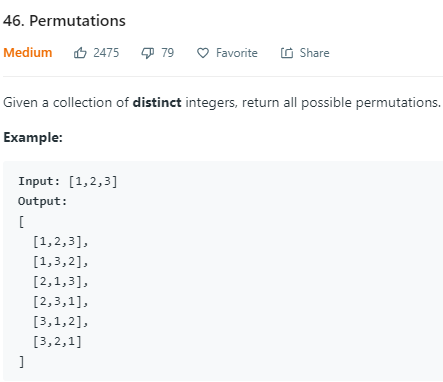 46. Permutations
Medium 2475 79 Favorite Share
Given a collection of distinct integers, return all possible permutations.
Example:
Input: [1,2,3]
Output:
[
  [1,2,3],
  [1,3,2],
  [2,1,3],
  [2,3,1],
  [3,1,2],
  [3,2,1]
]